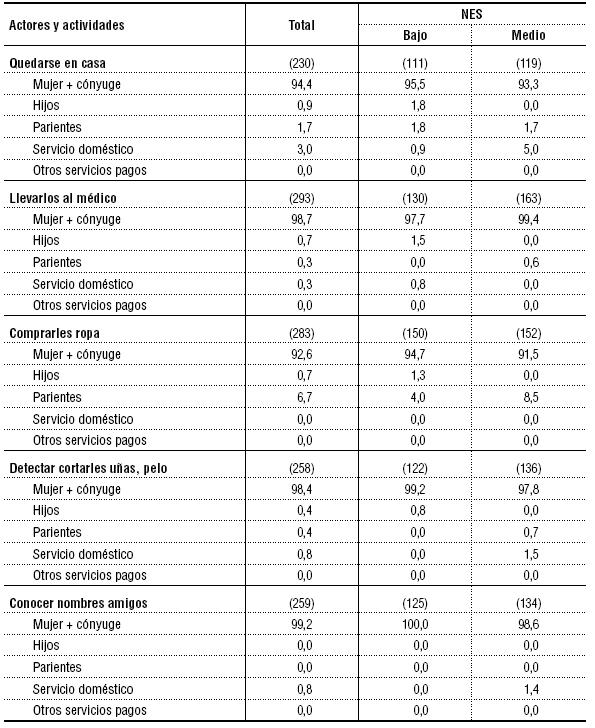 Actores y actividades Total NES
Bajo Medio
Quedarse en casa (230) (111) (119)
Mujer + cónyuge 94,4 95,5 93,3
Hijos 0,9 1,8 0,0
Parientes 1,7 1,8 1,7
Servicio doméstico 3,0 0,9 5,0
Otros servicios pagos 0,0 0,0 0,0
Llevarlos al médico (293) (130) (163)
Mujer + cónyuge 98,7 97,7 99,4
Hijos 0,7 1,5 0,0
Parientes 0,3 0,0 0,6
Servicio doméstico 0,3 0,8 0,0
Otros servicios pagos 0,0 0,0 0,0
Comprarles ropa (283) (150) (152)
Mujer + cónyuge 92,6 94,7 91,5
Hijos 0,7 1,3 0,0
Parientes 6,7 4,0 8,5
Servicio doméstico 0,0 0,0 0,0
Otros servicios pagos 0,0 0,0 0,0
Detectar cortarles uñas, pelo (258) (122) (136)
Mujer + cónyuge 98,4 99,2 97,8
Hijos 0,4 0,8 0,0
Parientes 0,4 0,0 0,7
Servicio doméstico 0,8 0,0 1,5
Otros servicios pagos 0,0 0,0 0,0
Conocer nombres amigos (259) (125) (134)
Mujer + cónyuge 99,2 100,0 98,6
Hijos 0,0 0,0 0,0
Parientes 0,0 0,0 0,0
Servicio doméstico 0,8 0,0 1,4
Otros servicios pagos 0,0 0,0 0,0